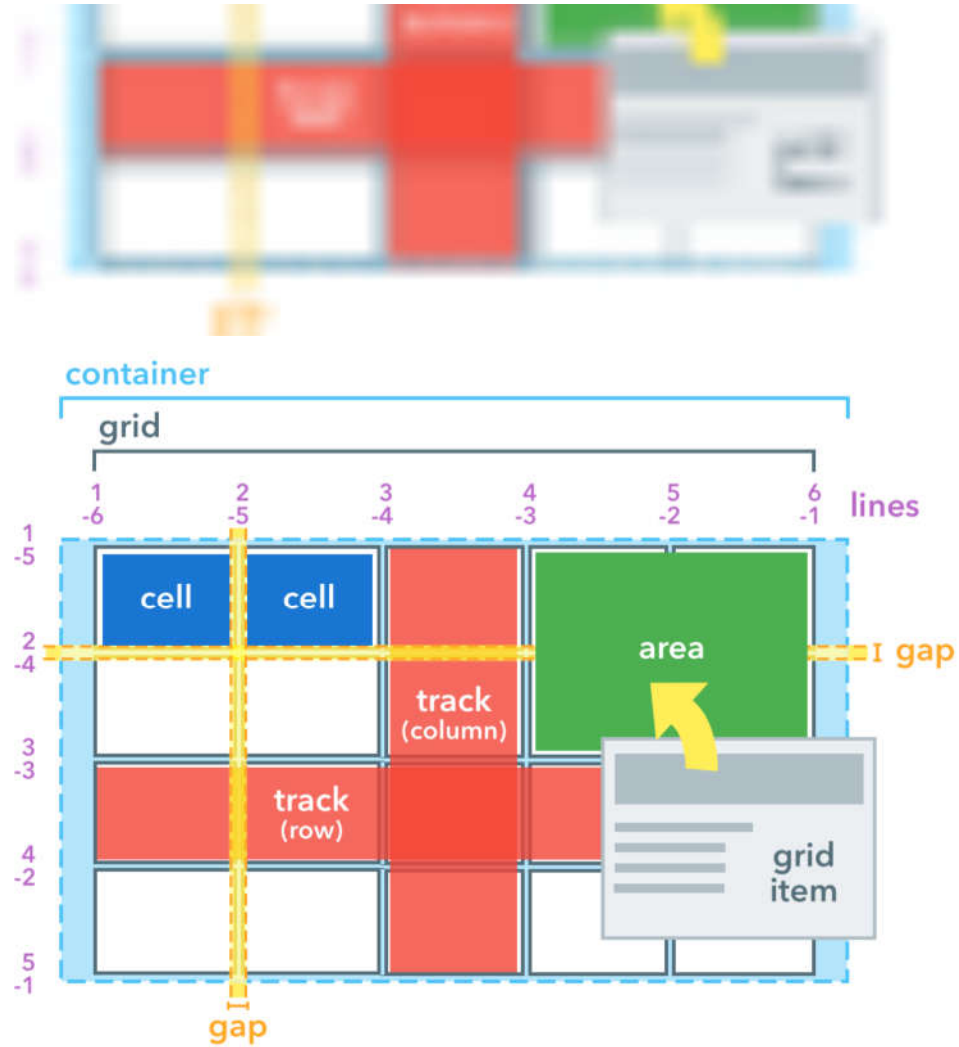 container
grid
1 2 3 4 5 6
-6 -5 -4 -3 -2 -1
lines
1
-5
cell cell
area
2
-4
gap
track
(column)
3
-3
track
(row)
4
-2
grid
item
5
-1
gap